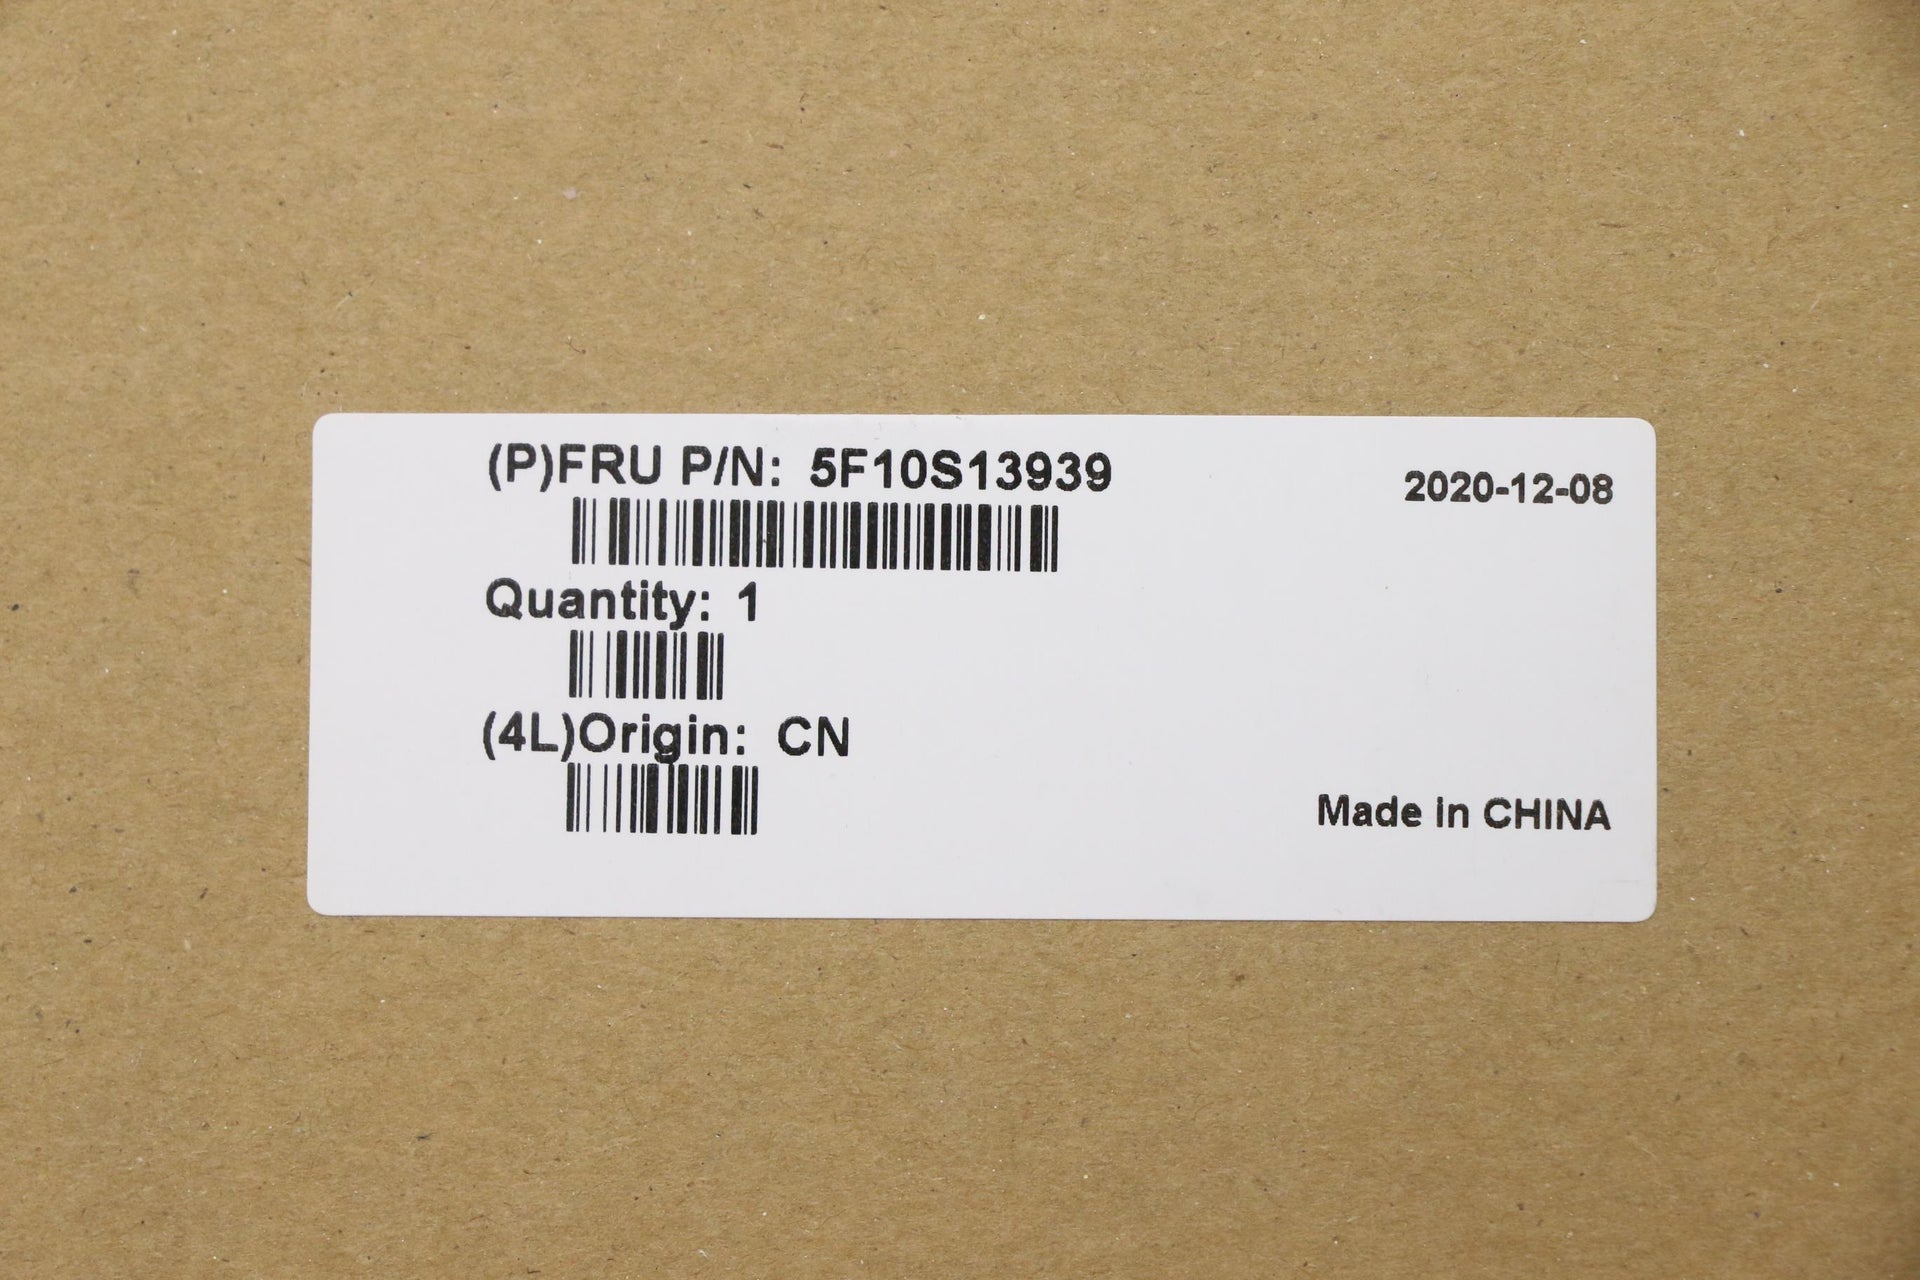 (P)FRU P/N: 5F10S13939
2020-12-08
Quantity: 1
(4L)Origin: CN
Made in CHINA